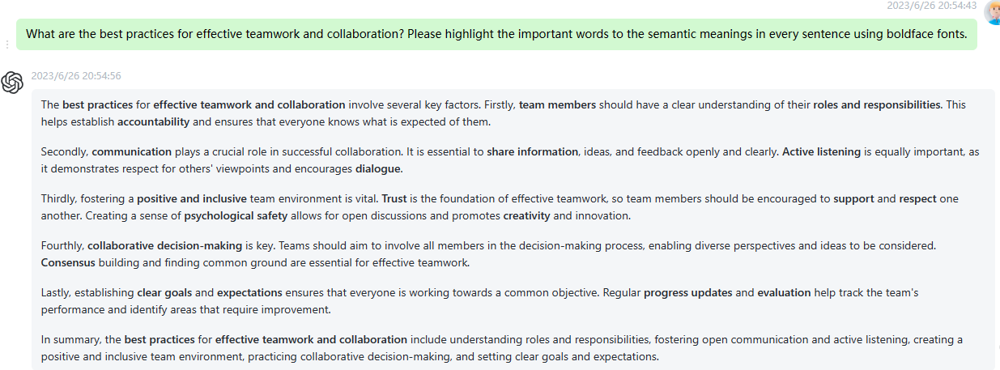 2023/6/26 20:54:43
What are the best practices for effective teamwork and collaboration? Please highlight the important words to the semantic meanings in every sentence using boldface fonts.
2023/6/26 20:54:56
The best practices for effective teamwork and collaboration involve several key factors. Firstly, team members should have a clear understanding of their roles and responsibilities. This
helps establish accountability and ensures that everyone knows what is expected of them.
Secondly, communication plays a crucial role in successful collaboration. It is essential to share information, ideas, and feedback openly and clearly. Active listening is equally important, as
it demonstrates respect for others' viewpoints and encourages dialogue.
Thirdly, fostering a positive and inclusive team environment is vital. Trust is the foundation of effective teamwork, so team members should be encouraged to support and respect one
another. Creating a sense of psychological safety allows for open discussions and promotes creativity and innovation.
Fourthly, collaborative decision-making is key. Teams should aim to involve all members in the decision-making process, enabling diverse perspectives and ideas to be considered.
Consensus building and finding common ground are essential for effective teamwork.
Lastly, establishing clear goals and expectations ensures that everyone is working towards a common objective. Regular progress updates and evaluation help track the team's
performance and identify areas that require improvement.
In summary, the best practices for effective teamwork and collaboration include understanding roles and responsibilities, fostering open communication and active listening, creating a
positive and inclusive team environment, practicing collaborative decision-making, and setting clear goals and expectations.